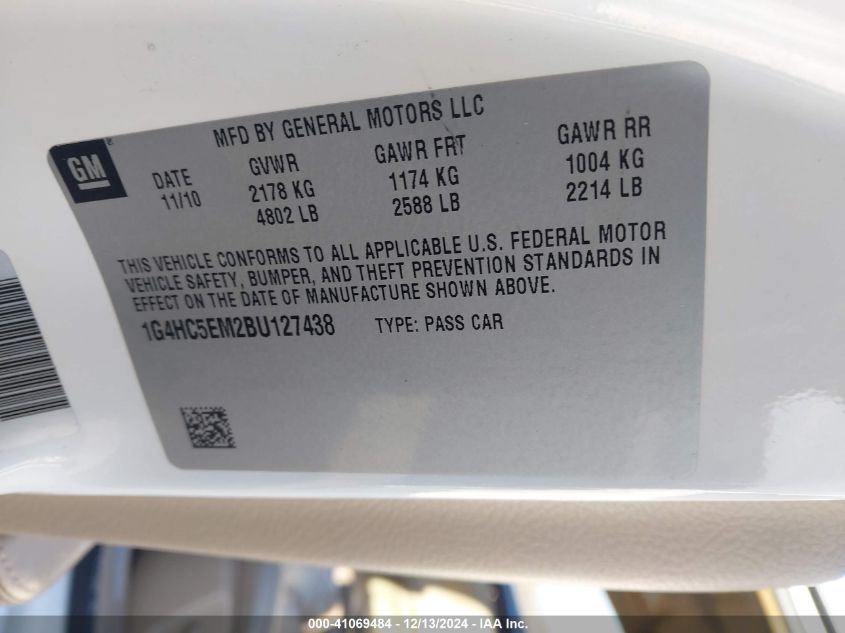 MFD BY GENERAL MOTORS LLC
GM
DATE GVWR GAWR FRT GAWR RR
11/10 2178 KG 1174 KG 1004 KG
4802 LB 2588 LB 2214 LB
THIS VEHICLE CONFORMS TO ALL APPLICABLE U.S. FEDERAL MOTOR
VEHICLE SAFETY, BUMPER, AND THEFT PREVENTION STANDARDS IN
EFFECT ON THE DATE OF MANUFACTURE SHOWN ABOVE.
1G4HC5EM2BU127438 TYPE: PASS CAR
000-41069484 - 12/13/2024 - IAA Inc.